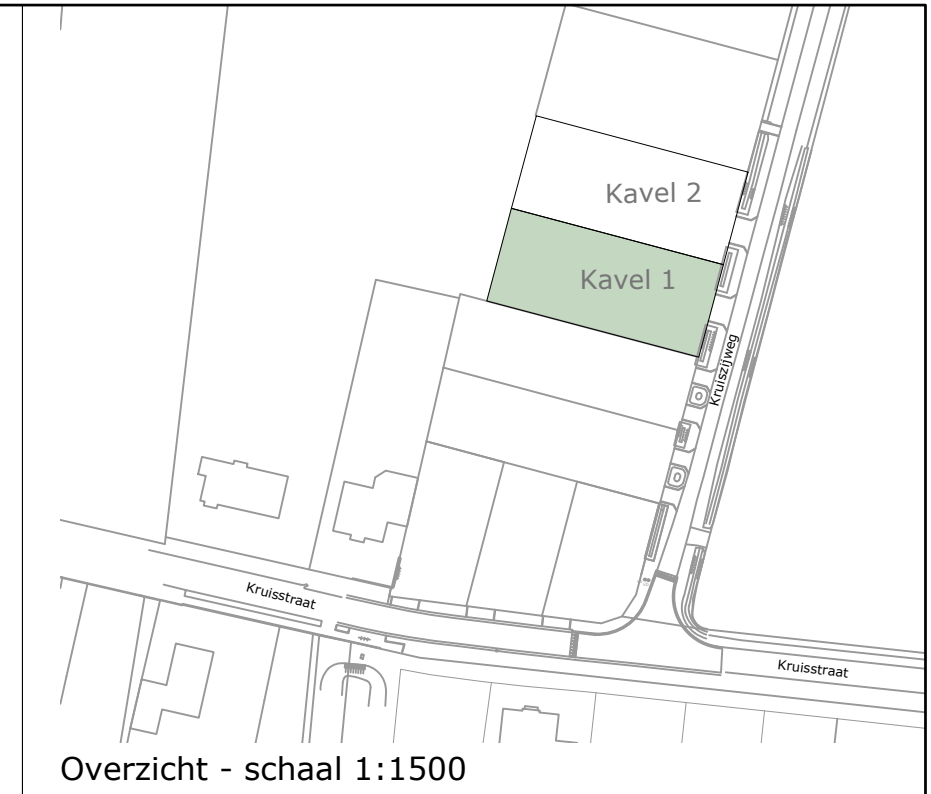 Kavel 2
Kavel 1
Kruiszijweg
Kruisstraat
Kruisstraat
Overzicht - schaal 1:1500